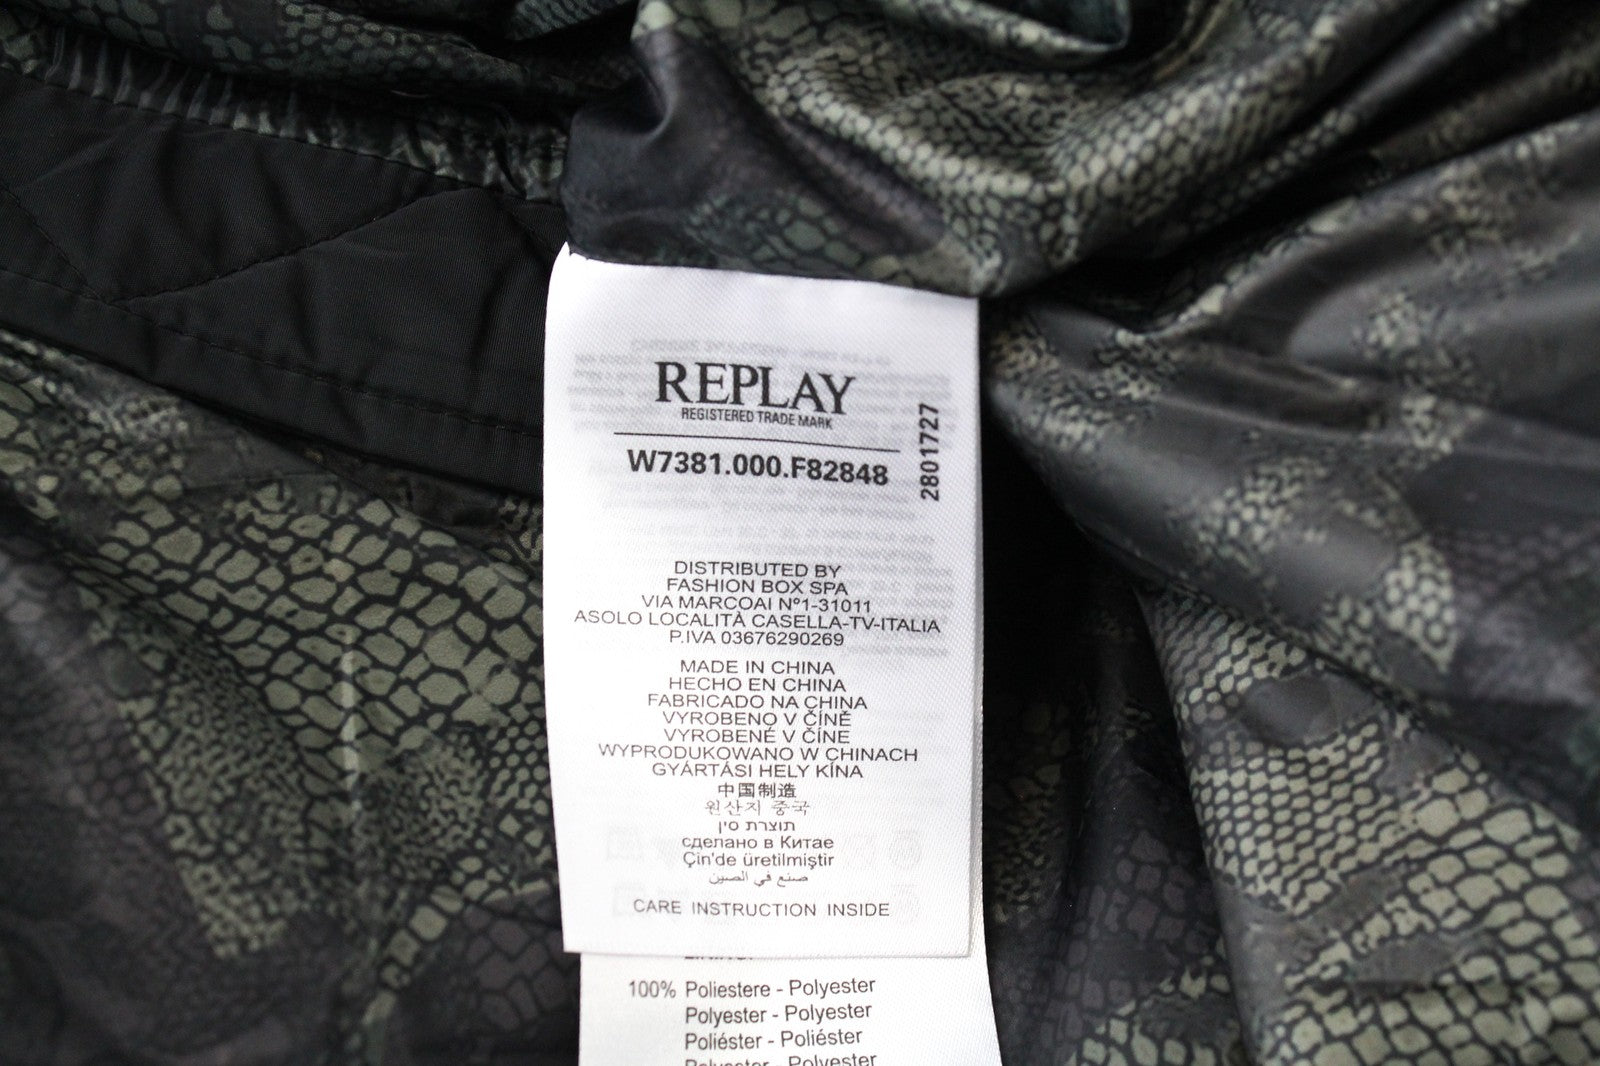 REPLAY
REGISTERED TRADE MARK
W7381.000.F82848
2801727
DISTRIBUTED BY
FASHION BOX SPA
VIA MARCOAI Nº1-31011
ASOLO LOCALITÀ CASELLA-TV-ITALIA
P.IVA 03676290269
MADE IN CHINA
HECHO EN CHINA
FABRICADO NA CHINA
VYROBENO V ČÍNĚ
VYROBENÉ V ČÍNE
WYPRODUKOWANO W CHINACH
GYÁRTÁSI HELY KÍNA
中国制造
원산지 중국
תוצרת סין
сделано в Китае
Çin'de üretilmiştir
صنع في الصين
CARE INSTRUCTION INSIDE
100% Poliestere - Polyester
Polyester - Polyester
Poliéster - Poliéster
Polyester - Polyester